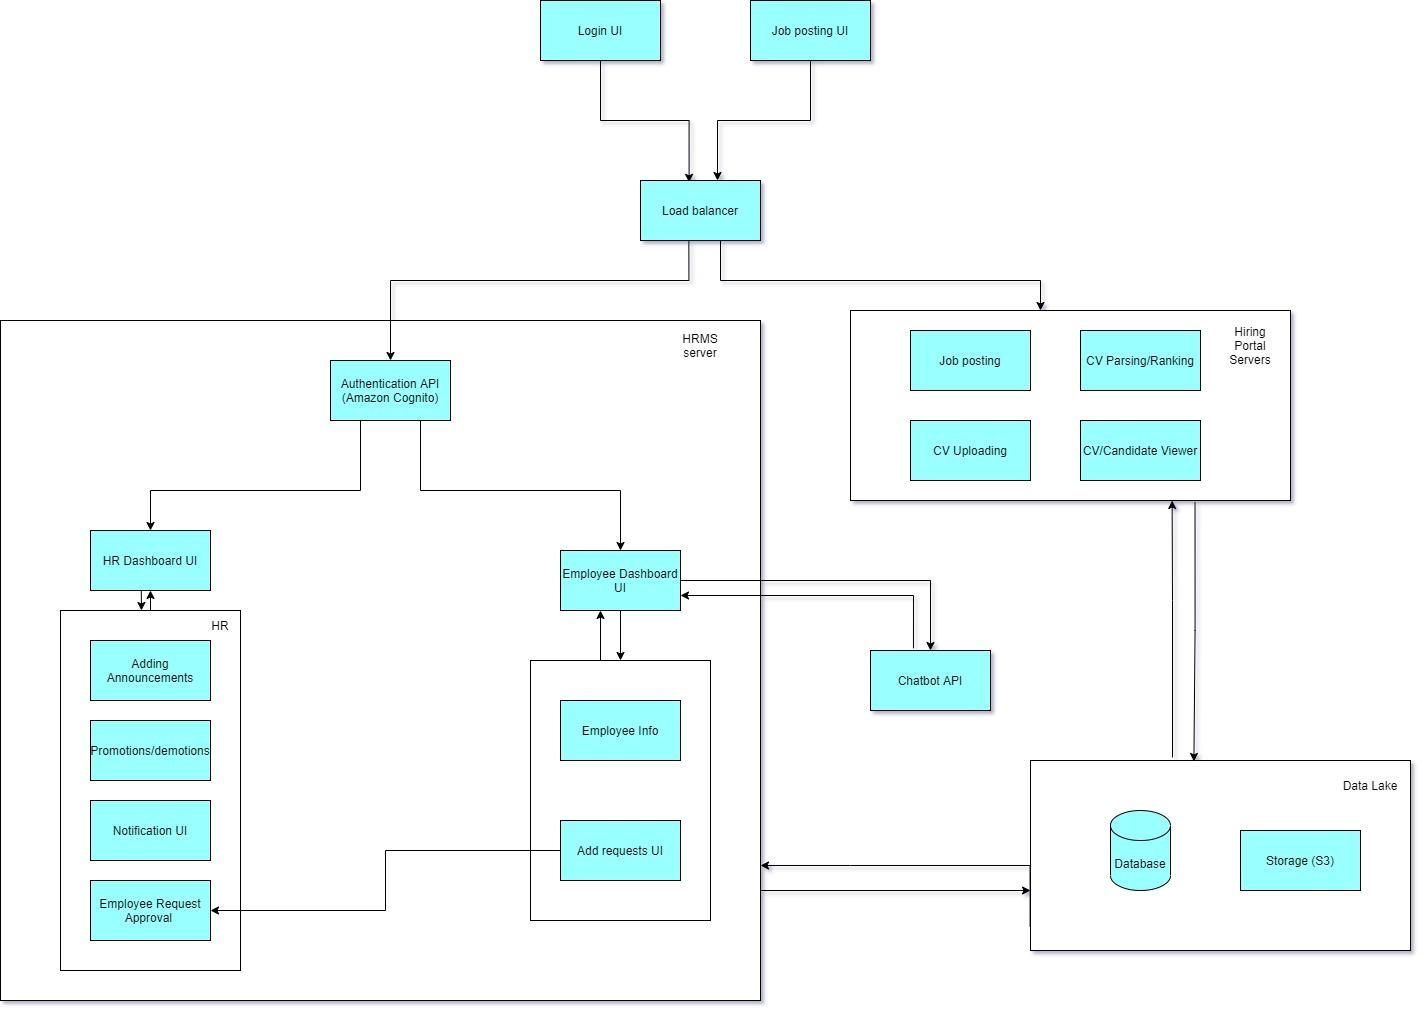 Login UI
Job posting UI
Load balancer
HRMS
server
Hiring
Portal
Servers
Authentication API
(Amazon Cognito)
Job posting
CV Parsing/Ranking
CV Uploading
CV/Candidate Viewer
HR Dashboard UI
Employee Dashboard
UI
HR
Adding
Announcements
Promotions/demotions
Notification UI
Employee Request
Approval
Employee Info
Add requests UI
Chatbot API
Data Lake
Database
Storage (S3)